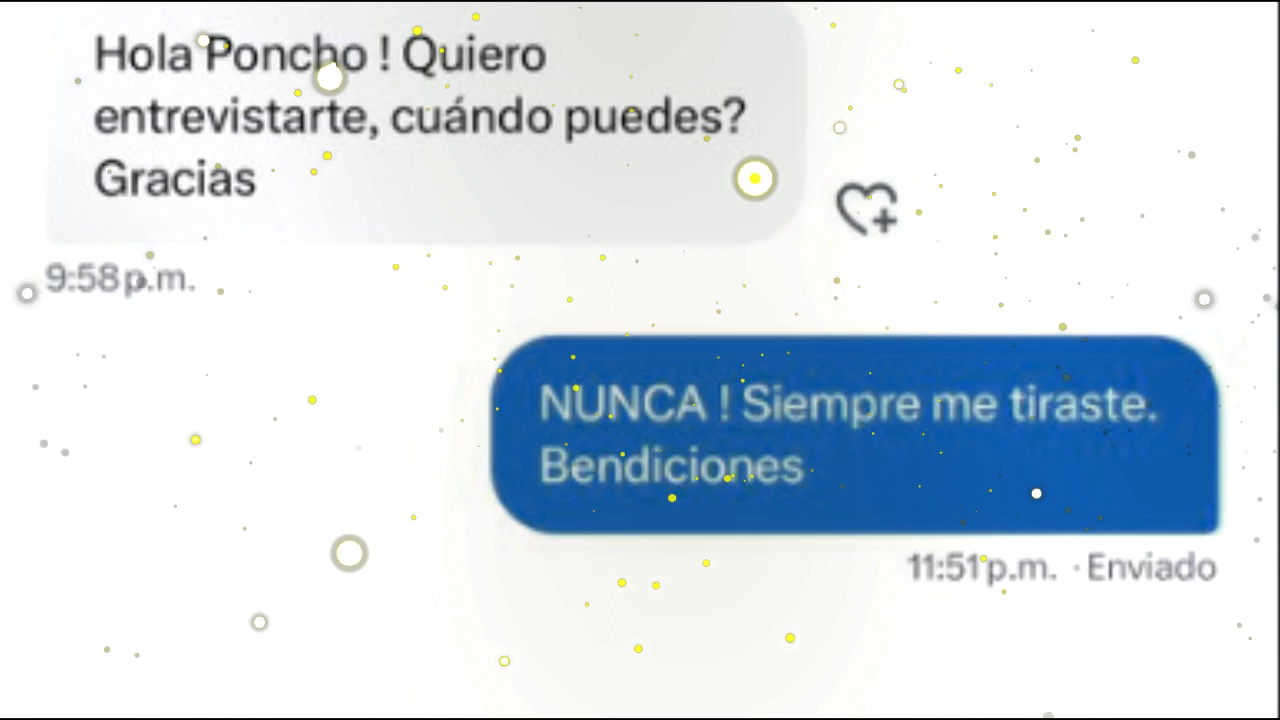 Hola Poncho ! Quiero
entrevistarte, cuándo puedes?
Gracias
9:58 p.m.
NUNCA ! Siempre me tiraste.
Bendiciones
11:51 p.m. · Enviado